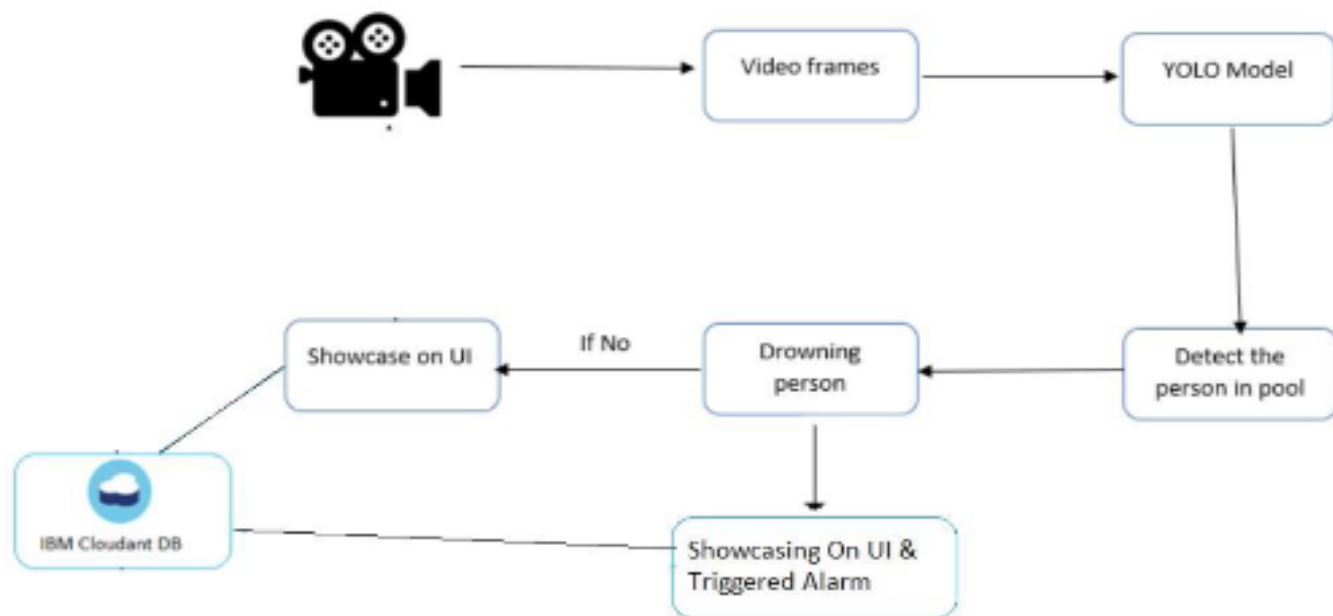 Video frames
YOLO Model
Showcase on UI
If No
Drowning
person
Detect the
person in pool
IBM Cloudant DB
Showcasing On UI &
Triggered Alarm